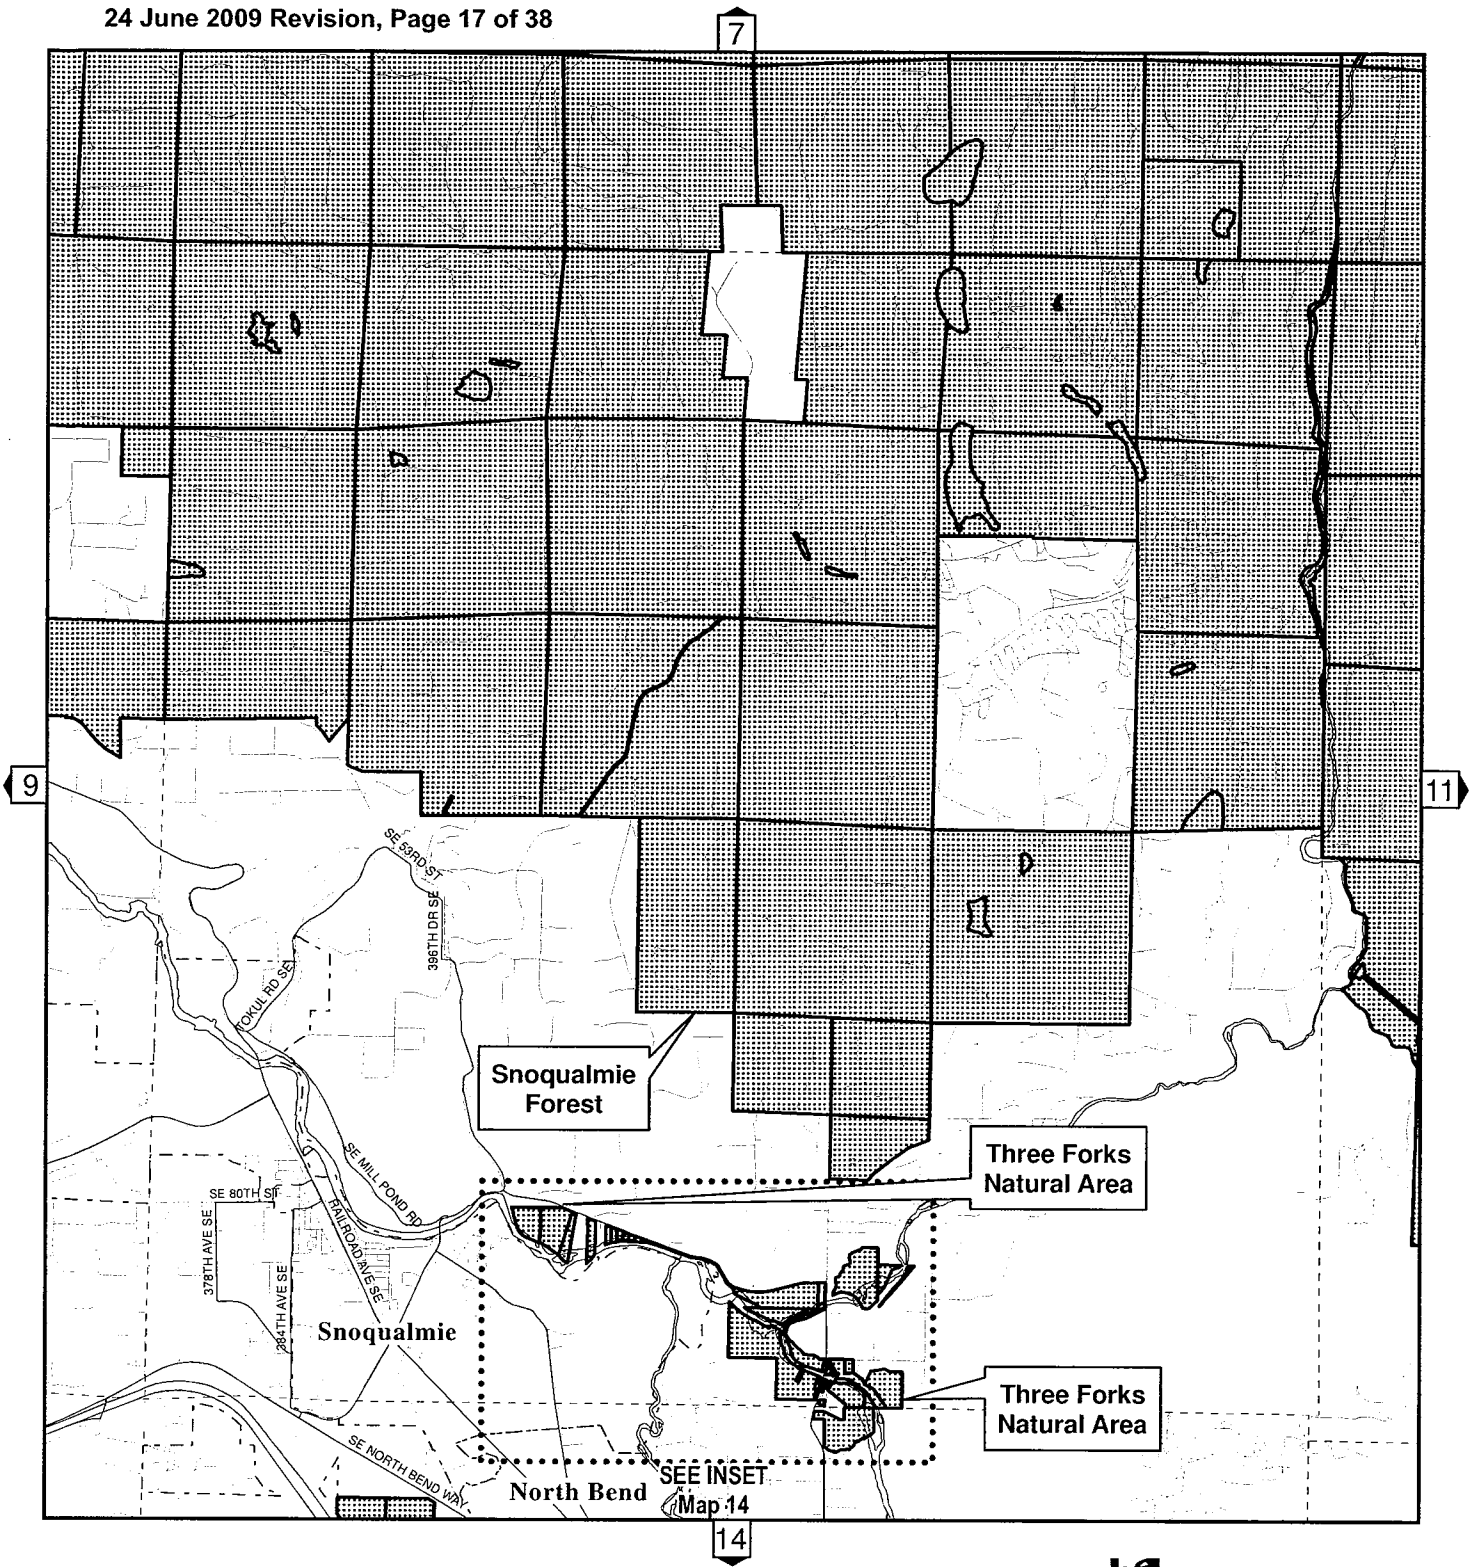 24 June 2009 Revision, Page 17 of 38
7
9
11
SE 53RD ST
396TH DR SE
TOKUL RD SE
Snoqualmie
Forest
Three Forks
Natural Area
SE MILL POND RD
SE 80TH ST
RAILROAD AVE SE
378TH AVE SE
384TH AVE SE
Snoqualmie
Three Forks
Natural Area
SE NORTH BEND WAY
North Bend
SEE INSET
Map 14
14